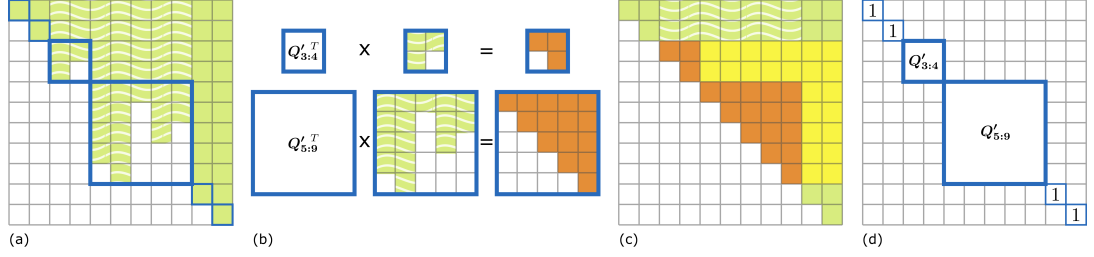 1
1
Q′3:4
Q′5:9
1
1
Q′3:4 T x =
Q′5:9 T x =
(a) (b) (c) (d)